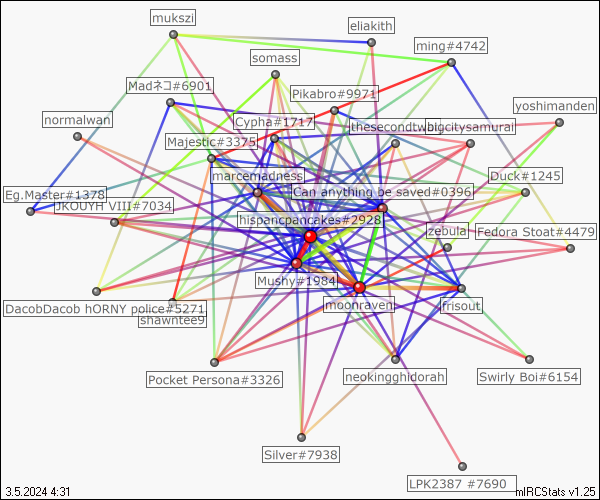 mukszi
eliakith
ming#4742
somass
Madネコ#6901
Pikabro#9971
yoshimanden
normalwan
Cypha#1717
thesecondtwin
bigcitysamurai
Majestic#3375
marcemadness
Duck#1245
Eg.Master#1378
Can anything be saved#0396
JKOUYH VIII#7034
hispancpancakes#2928
zebula
Fedora Stoat#4479
Mushy#1984
DacobDacob hORNY police#5271
moonraven
frisout
shawntee9
Pocket Persona#3326
neokingghidorah
Swirly Boi#6154
Silver#7938
LPK2387 #7690
3.5.2024 4:31
mIRCStats v1.25